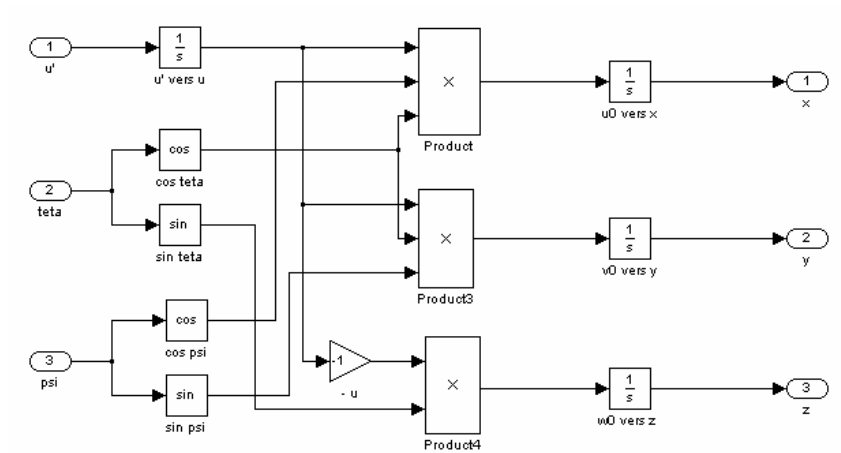 1
u'
1
s
u' vers u
×
Product
1
s
u0 vers x
1
x
2
teta
cos
cos teta
sin
sin teta
×
Product3
1
s
v0 vers y
2
y
3
psi
cos
cos psi
sin
sin psi
-1
- u
×
Product4
1
s
w0 vers z
3
z